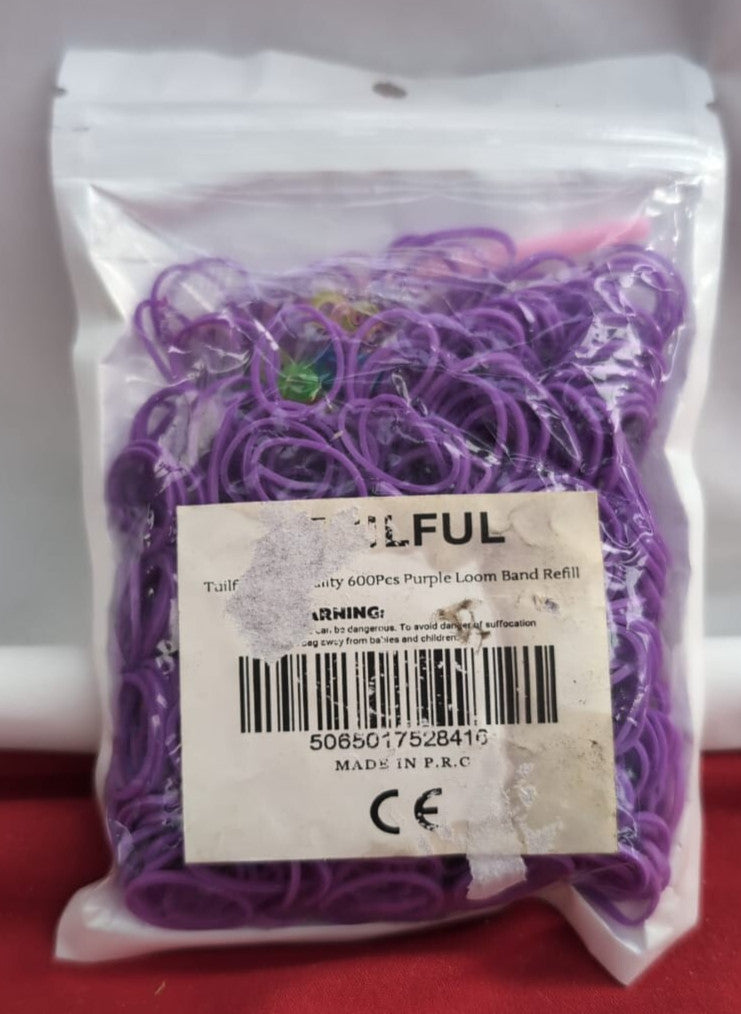 LFUL
Tuilf ity 600Pcs Purple Loom Band Refill
ARNING:
can be dangerous. To avoid danger of suffocation
bag away from babies and children.
5065017528416
MADE IN P.R.C
CE